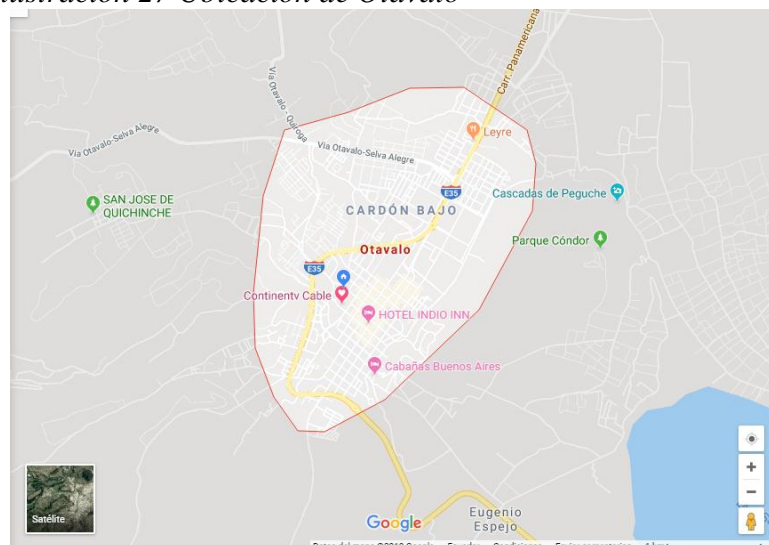 Ilustración 27 Ubicación de Otavalo
Carr. Panamericana
Vía Otavalo - Quiroga
Vía Otavalo-Selva Alegre
Leyre
Vía Otavalo-Selva Alegre
SAN JOSE DE
QUICHINCHE
E35
Cascadas de Peguche
CARDÓN BAJO
Parque Cóndor
Otavalo
E35
Continentv Cable
HOTEL INDIO INN
Cabañas Buenos Aires
Satélite
Google
Eugenio
Espejo